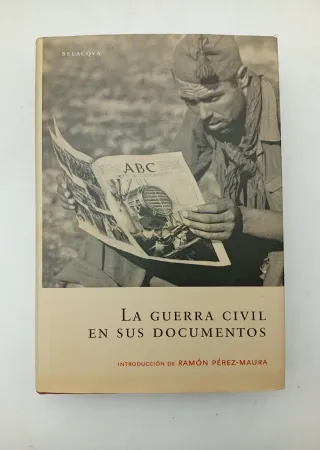 BELACQVA
ABC
LA GUERRA CIVIL
EN SUS DOCUMENTOS
INTRODUCCIÓN DE RAMÓN PÉREZ-MAURA